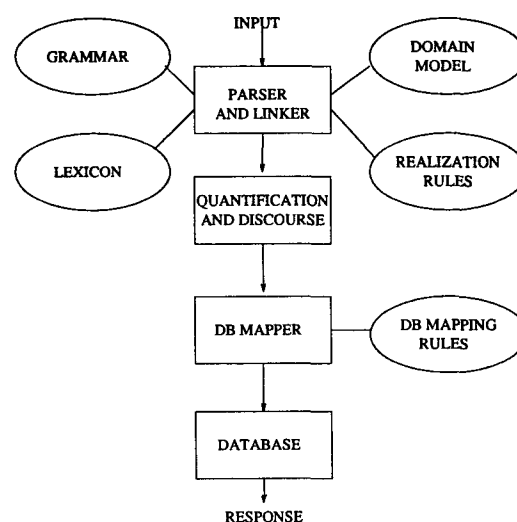 INPUT
GRAMMAR
DOMAIN
MODEL
PARSER
AND LINKER
LEXICON
REALIZATION
RULES
QUANTIFICATION
AND DISCOURSE
DB MAPPER
DB MAPPING
RULES
DATABASE
RESPONSE